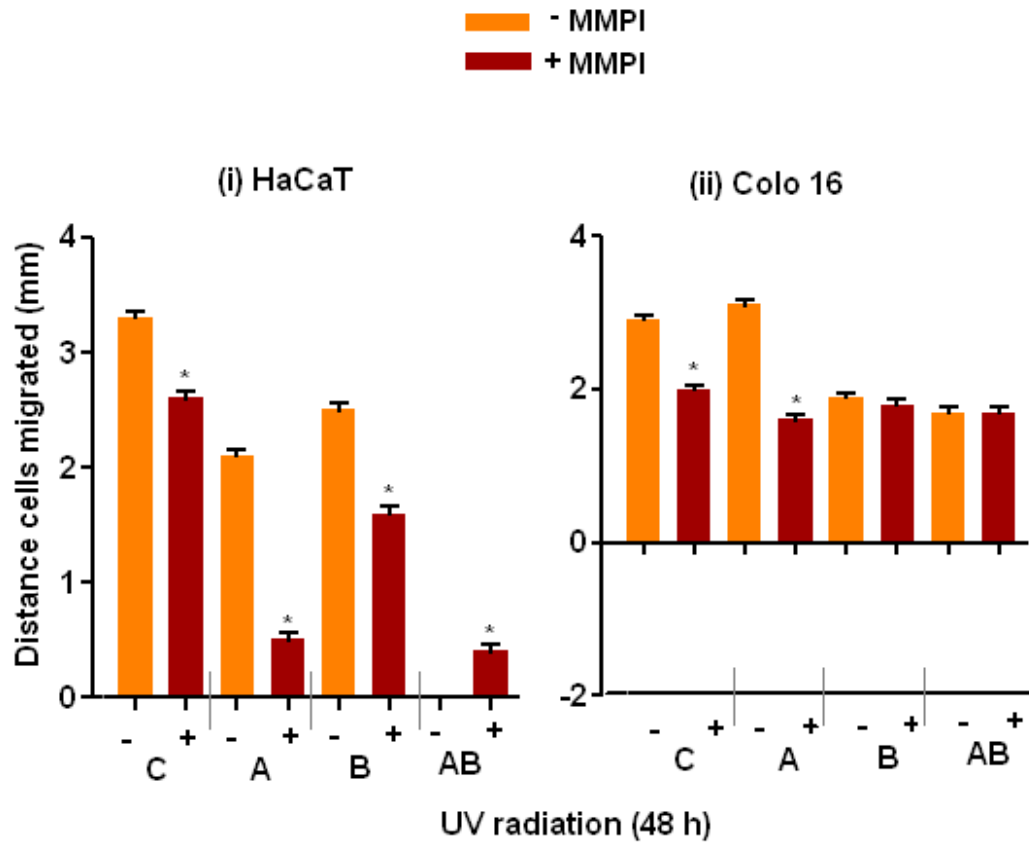 - MMPI
+ MMPI
(i) HaCaT
Distance cells migrated (mm)
4
3
2
1
0
* * * *
- + - + - + - +
C A B AB
(ii) Colo 16
4
2
0
-2
* *
- + - + - + - +
C A B AB
UV radiation (48 h)